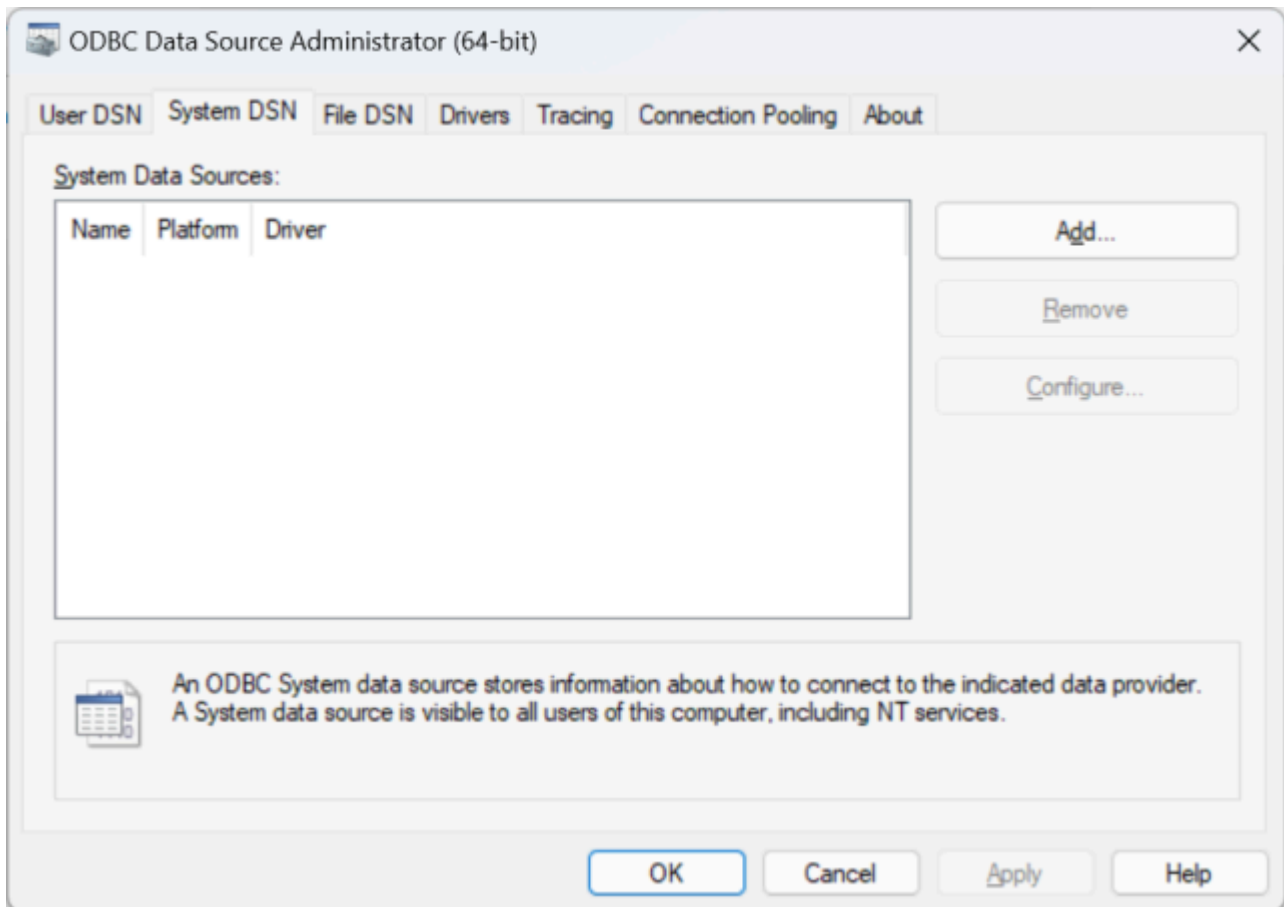 ODBC Data Source Administrator (64-bit)
User DSN System DSN File DSN Drivers Tracing Connection Pooling About
System Data Sources:
Name Platform Driver
Add...
Remove
Configure...
An ODBC System data source stores information about how to connect to the indicated data provider.
A System data source is visible to all users of this computer, including NT services.
OK Cancel Apply Help